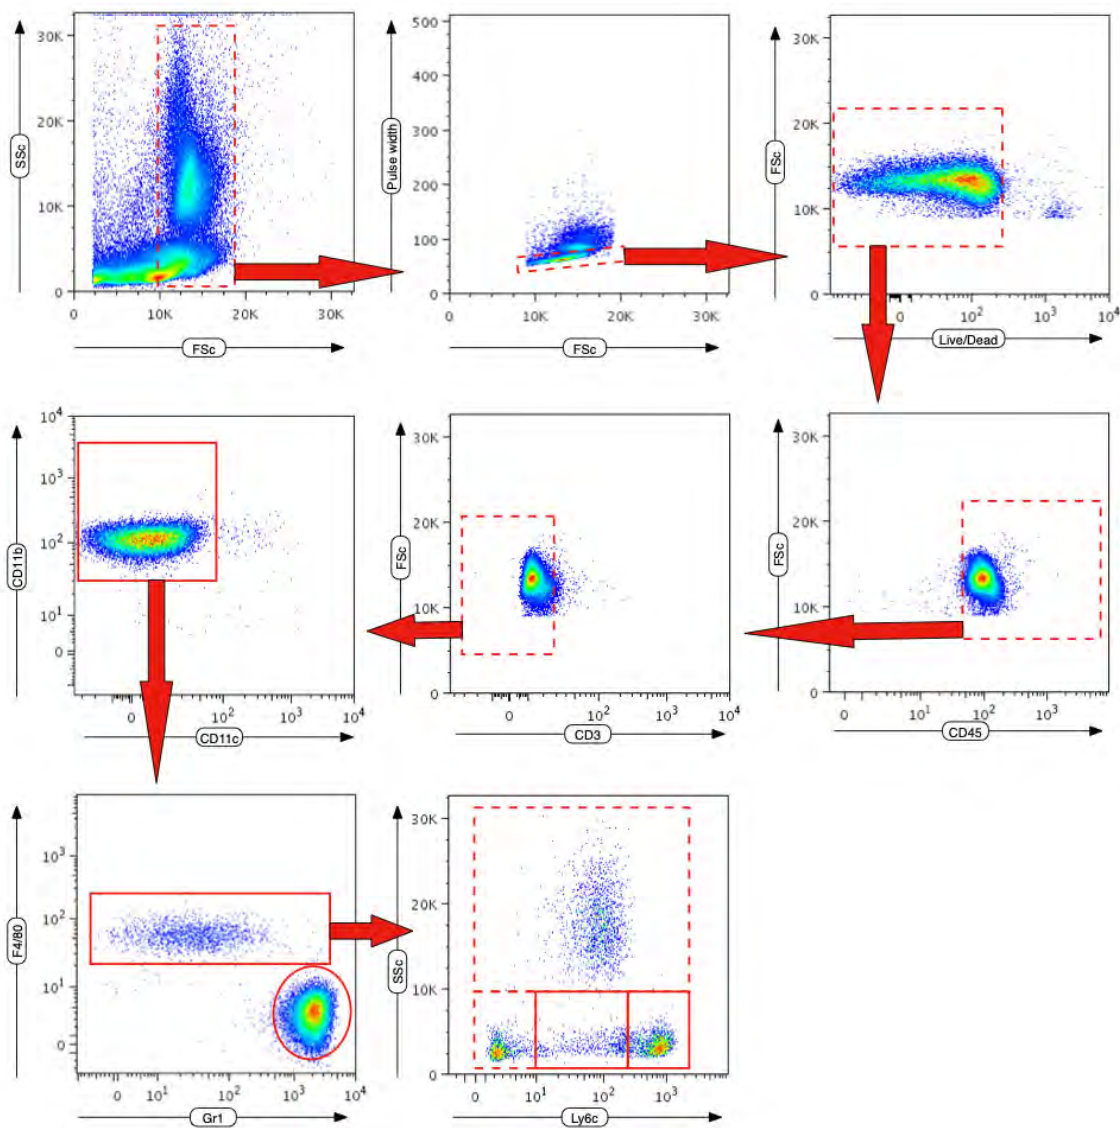 30K
20K
10K
0
SSc
0 10K 20K 30K
FSc
500
400
300
200
100
0
Pulse width
0 10K 20K 30K
FSc
30K
20K
10K
0
FSc
0 10² 10³ 10⁴
Live/Dead
10⁴
10³
10²
10¹
0
CD11b
0 10² 10³ 10⁴
CD11c
30K
20K
10K
0
FSc
0 10² 10³ 10⁴
CD3
30K
20K
10K
0
FSc
0 10¹ 10² 10³
CD45
10³
10²
10¹
0
F4/80
0 10¹ 10² 10³ 10⁴
Gr1
30K
20K
10K
0
SSc
0 10¹ 10² 10³
Ly6c